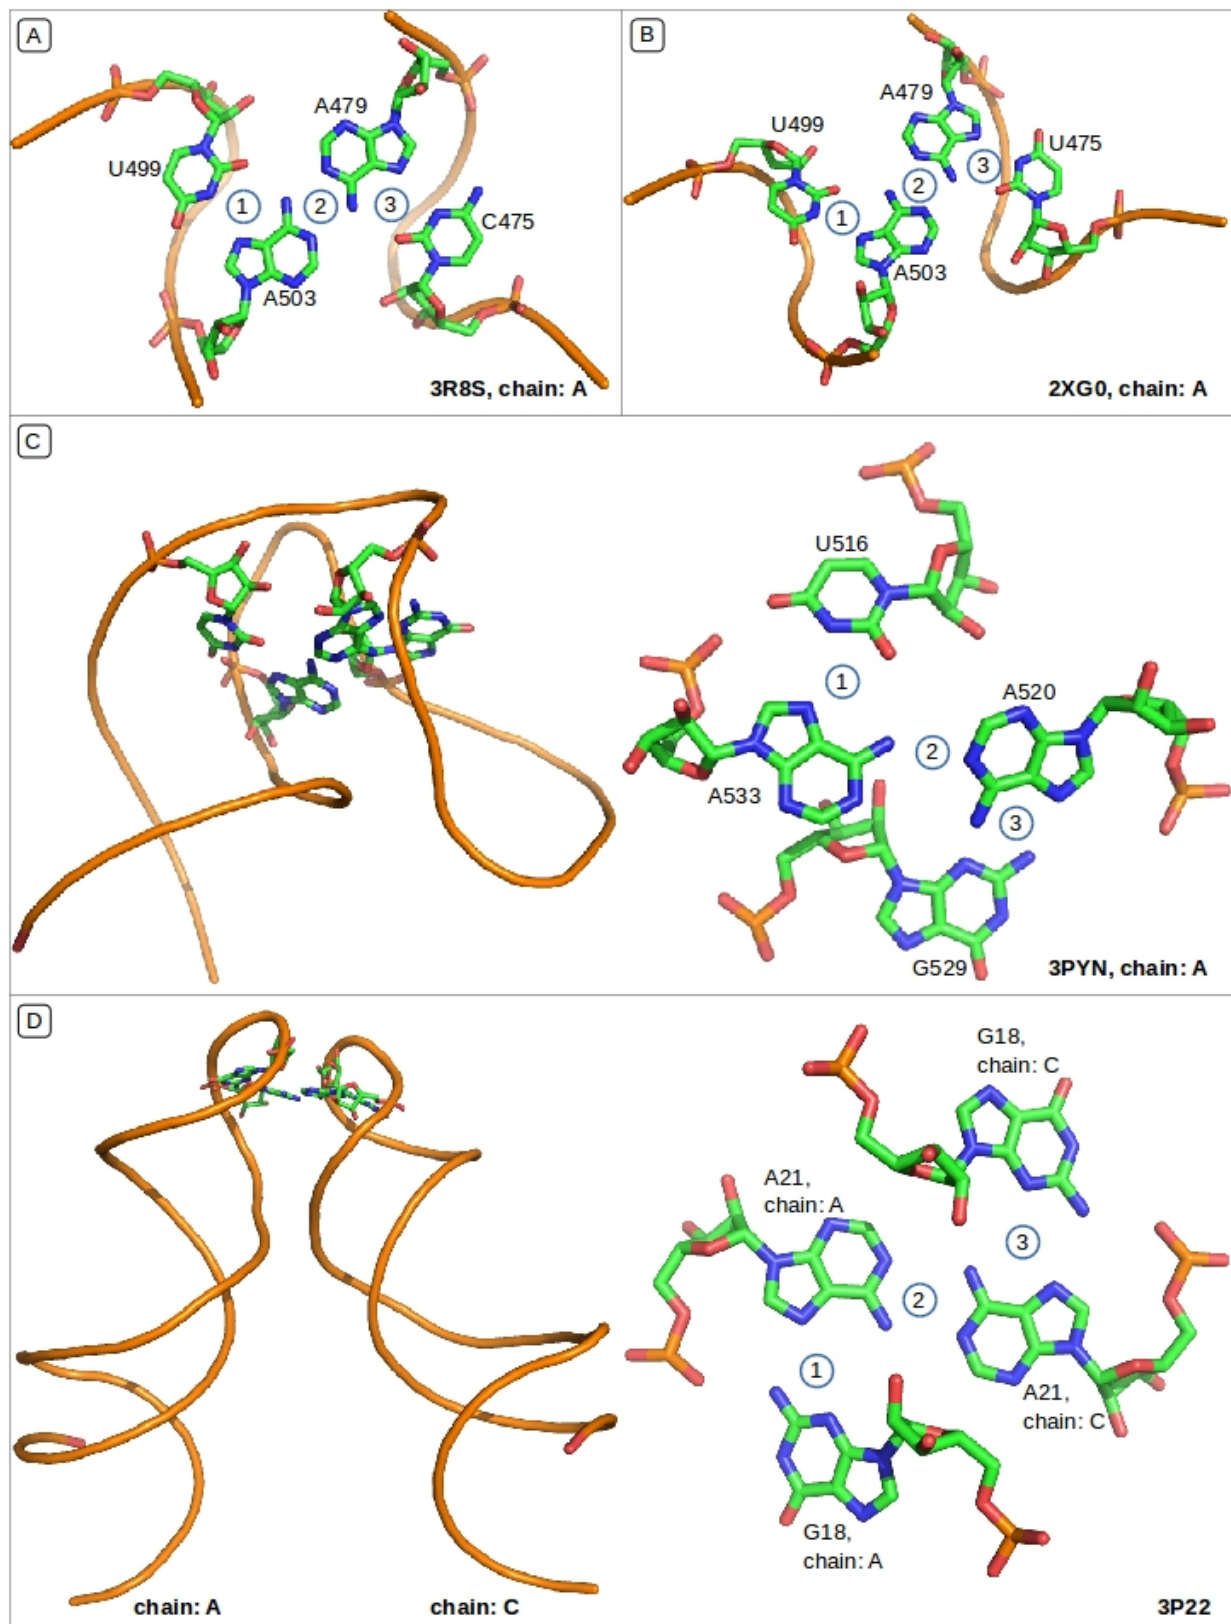 A
A479
U499
1
2
3
C475
A503
3R8S, chain: A
B
A479
U499
U475
3
2
1
A503
2XG0, chain: A
C
U516
1
A520
2
A533
3
G529
3PYN, chain: A
D
G18,
chain: C
A21,
chain: A
3
2
1
A21,
chain: C
G18,
chain: A
chain: A
chain: C
3P22